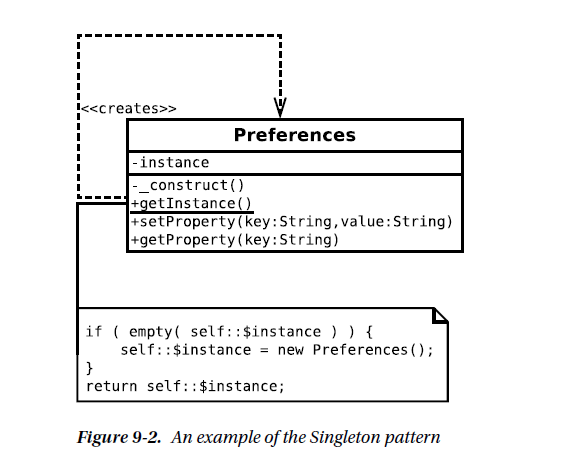 <<creates>>
Preferences
-instance
-_construct()
+getInstance()
+setProperty(key:String,value:String)
+getProperty(key:String)
if ( empty( self::$instance ) ) {
    self::$instance = new Preferences();
}
return self::$instance;
Figure 9-2. An example of the Singleton pattern